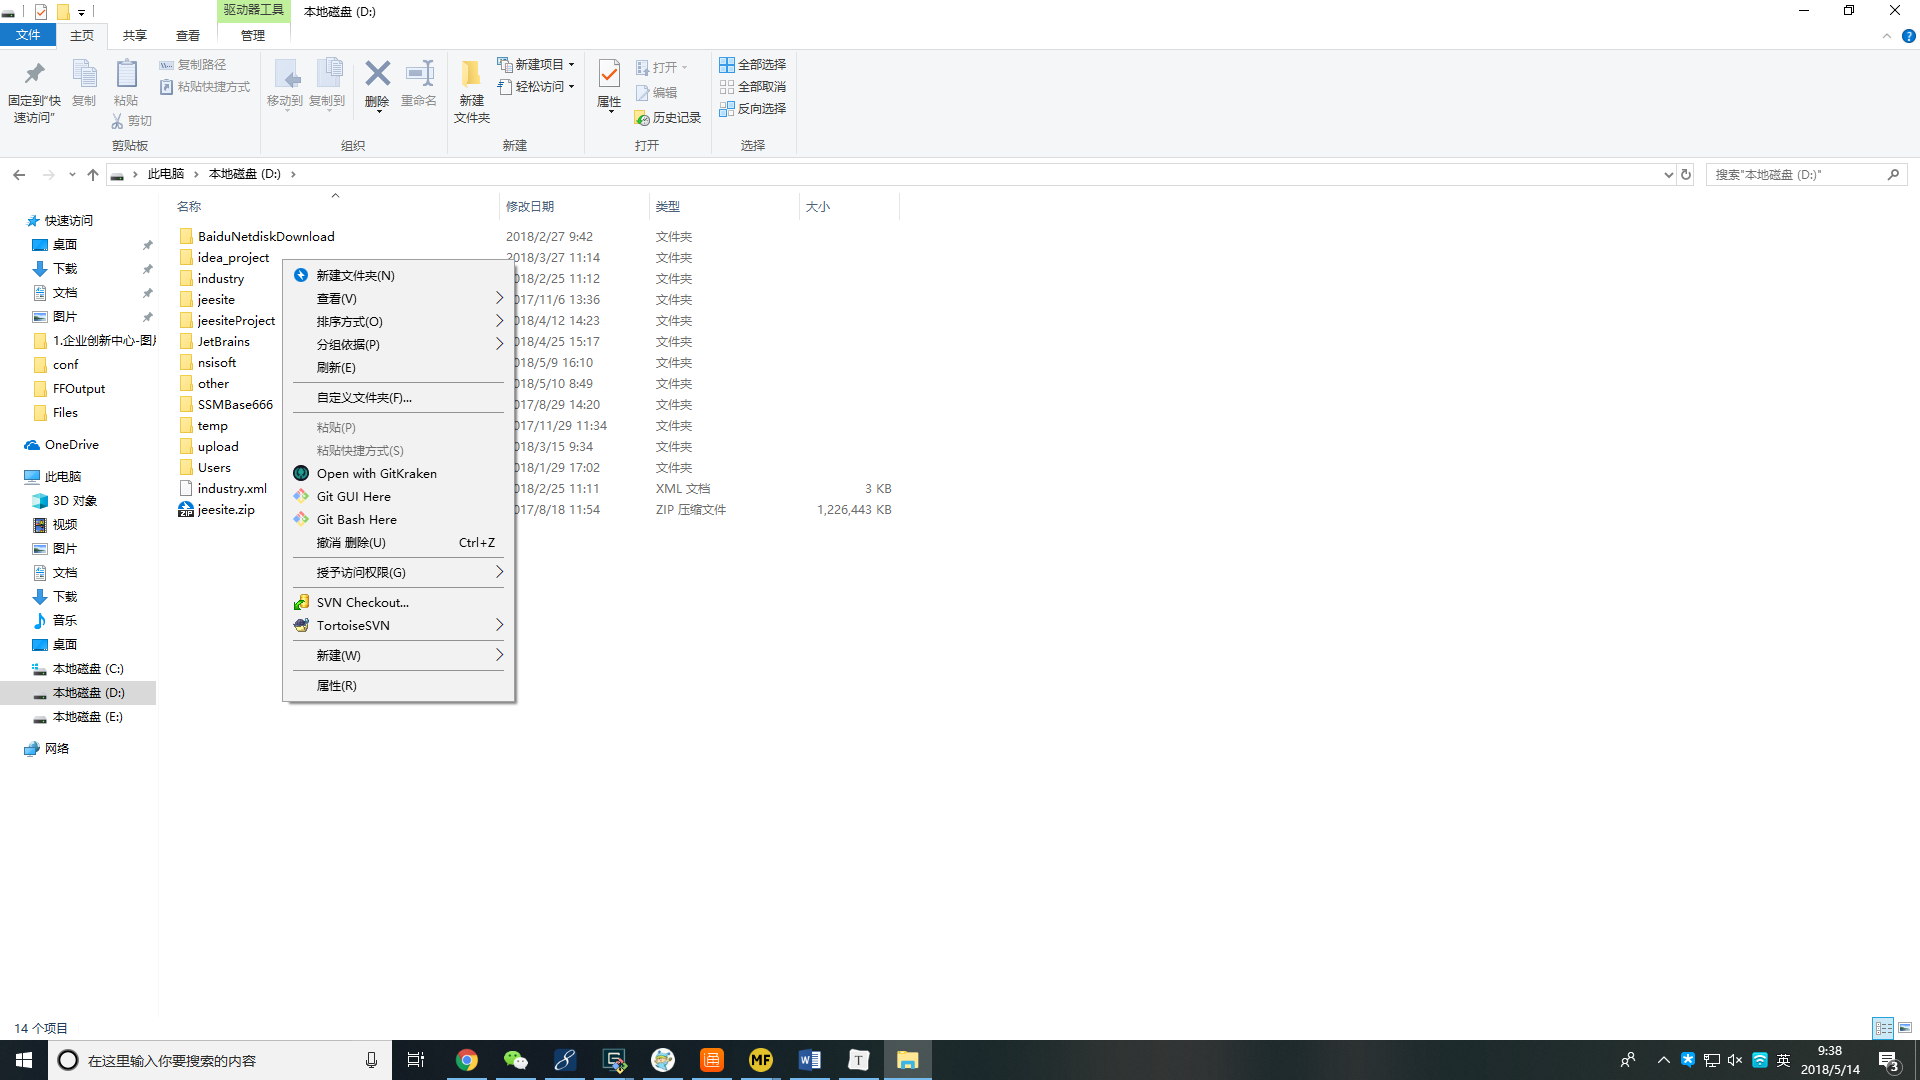 驱动器工具
本地磁盘 (D:)
文件
主页
共享
查看
管理
固定到"快
速访问"
复制
粘贴
复制路径
粘贴快捷方式
剪切
剪贴板
移动到
复制到
删除
重命名
组织
新建
文件夹
新建项目
轻松访问
新建
属性
打开
编辑
历史记录
打开
全部选择
全部取消
反向选择
选择
此电脑
本地磁盘 (D:)
搜索"本地磁盘 (D:)"
快速访问
桌面
下载
文档
图片
1.企业创新中心-图
conf
FFOutput
Files
OneDrive
此电脑
3D 对象
视频
图片
文档
下载
音乐
桌面
本地磁盘 (C:)
本地磁盘 (D:)
本地磁盘 (E:)
网络
名称 修改日期 类型 大小
BaiduNetdiskDownload 2018/2/27 9:42 文件夹
idea_project 2018/3/27 11:14 文件夹
industry 018/2/25 11:12 文件夹
jeesite 017/11/6 13:36 文件夹
jeesiteProject 018/4/12 14:23 文件夹
JetBrains 018/4/25 15:17 文件夹
nsisoft 018/5/9 16:10 文件夹
other 018/5/10 8:49 文件夹
SSMBase666 017/8/29 14:20 文件夹
temp 017/11/29 11:34 文件夹
upload 018/3/15 9:34 文件夹
Users 018/1/29 17:02 文件夹
industry.xml 018/2/25 11:11 XML 文档 3 KB
jeesite.zip 017/8/18 11:54 ZIP 压缩文件 1,226,443 KB
新建文件夹(N)
查看(V)
排序方式(O)
分组依据(P)
刷新(E)
自定义文件夹(F)...
粘贴(P)
粘贴快捷方式(S)
Open with GitKraken
Git GUI Here
Git Bash Here
撤消 删除(U) Ctrl+Z
授予访问权限(G)
SVN Checkout...
TortoiseSVN
新建(W)
属性(R)
14 个项目
在这里输入你要搜索的内容
MF
T
英
9:38
2018/5/14
3